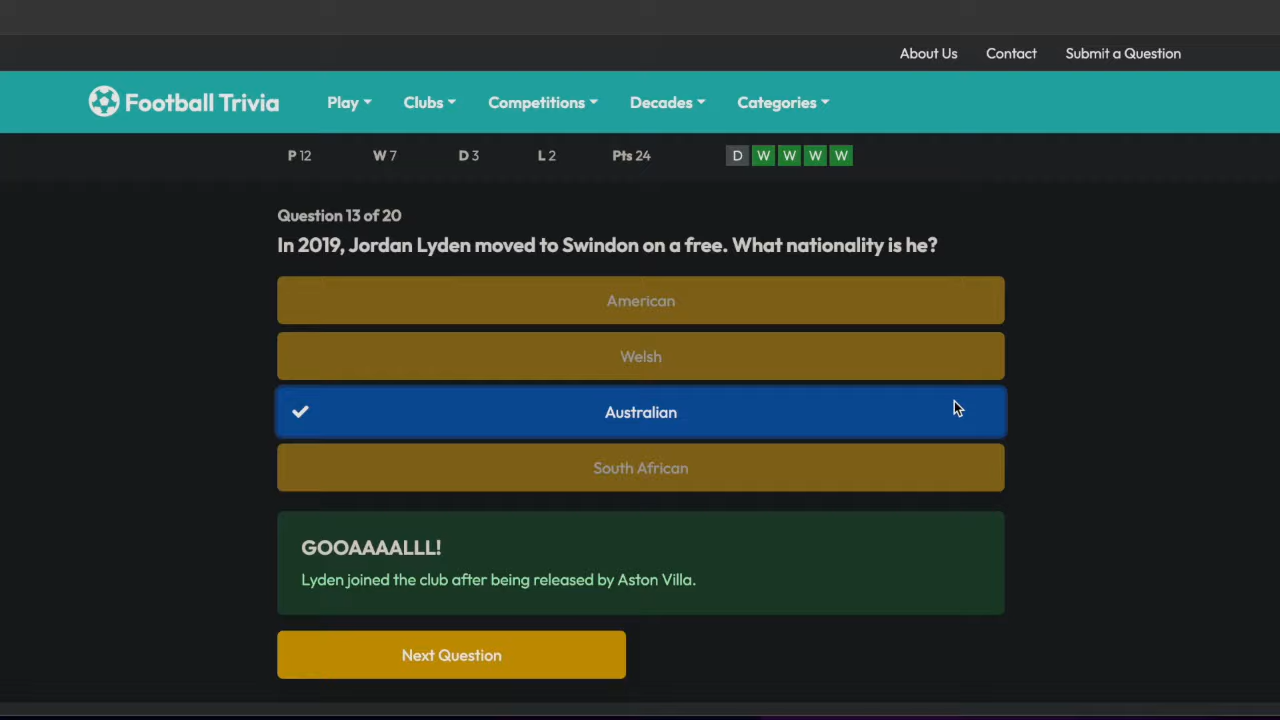 About Us Contact Submit a Question
Football Trivia Play Clubs Competitions Decades Categories
P 12 W 7 D 3 L 2 Pts 24 D W W W W
Question 13 of 20
In 2019, Jordan Lyden moved to Swindon on a free. What nationality is he?
American
Welsh
Australian
South African
GOOAAAALLL!
Lyden joined the club after being released by Aston Villa.
Next Question